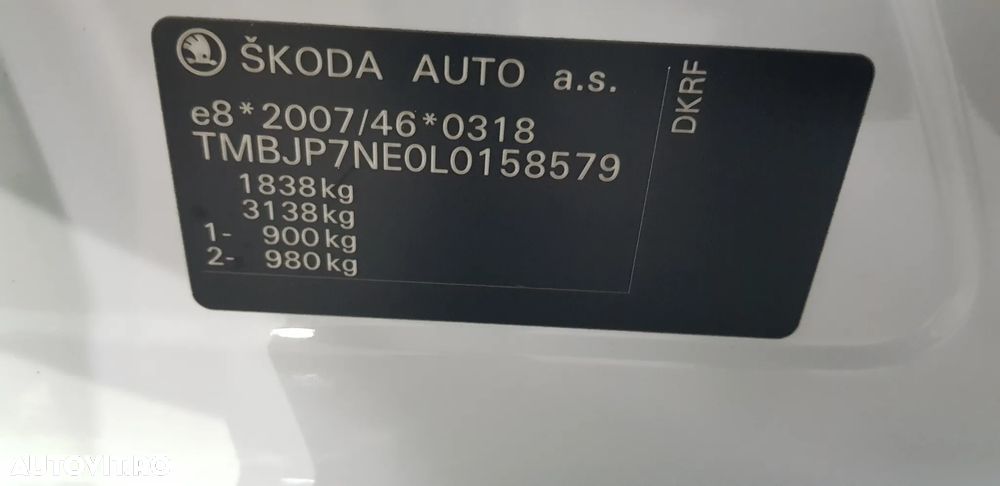 ŠKODA AUTO a.s.
DKRF
e8*2007/46*0318
TMBJP7NE0L0158579
1838kg
3138kg
1- 900kg
2- 980kg
AUTOVIT.RO